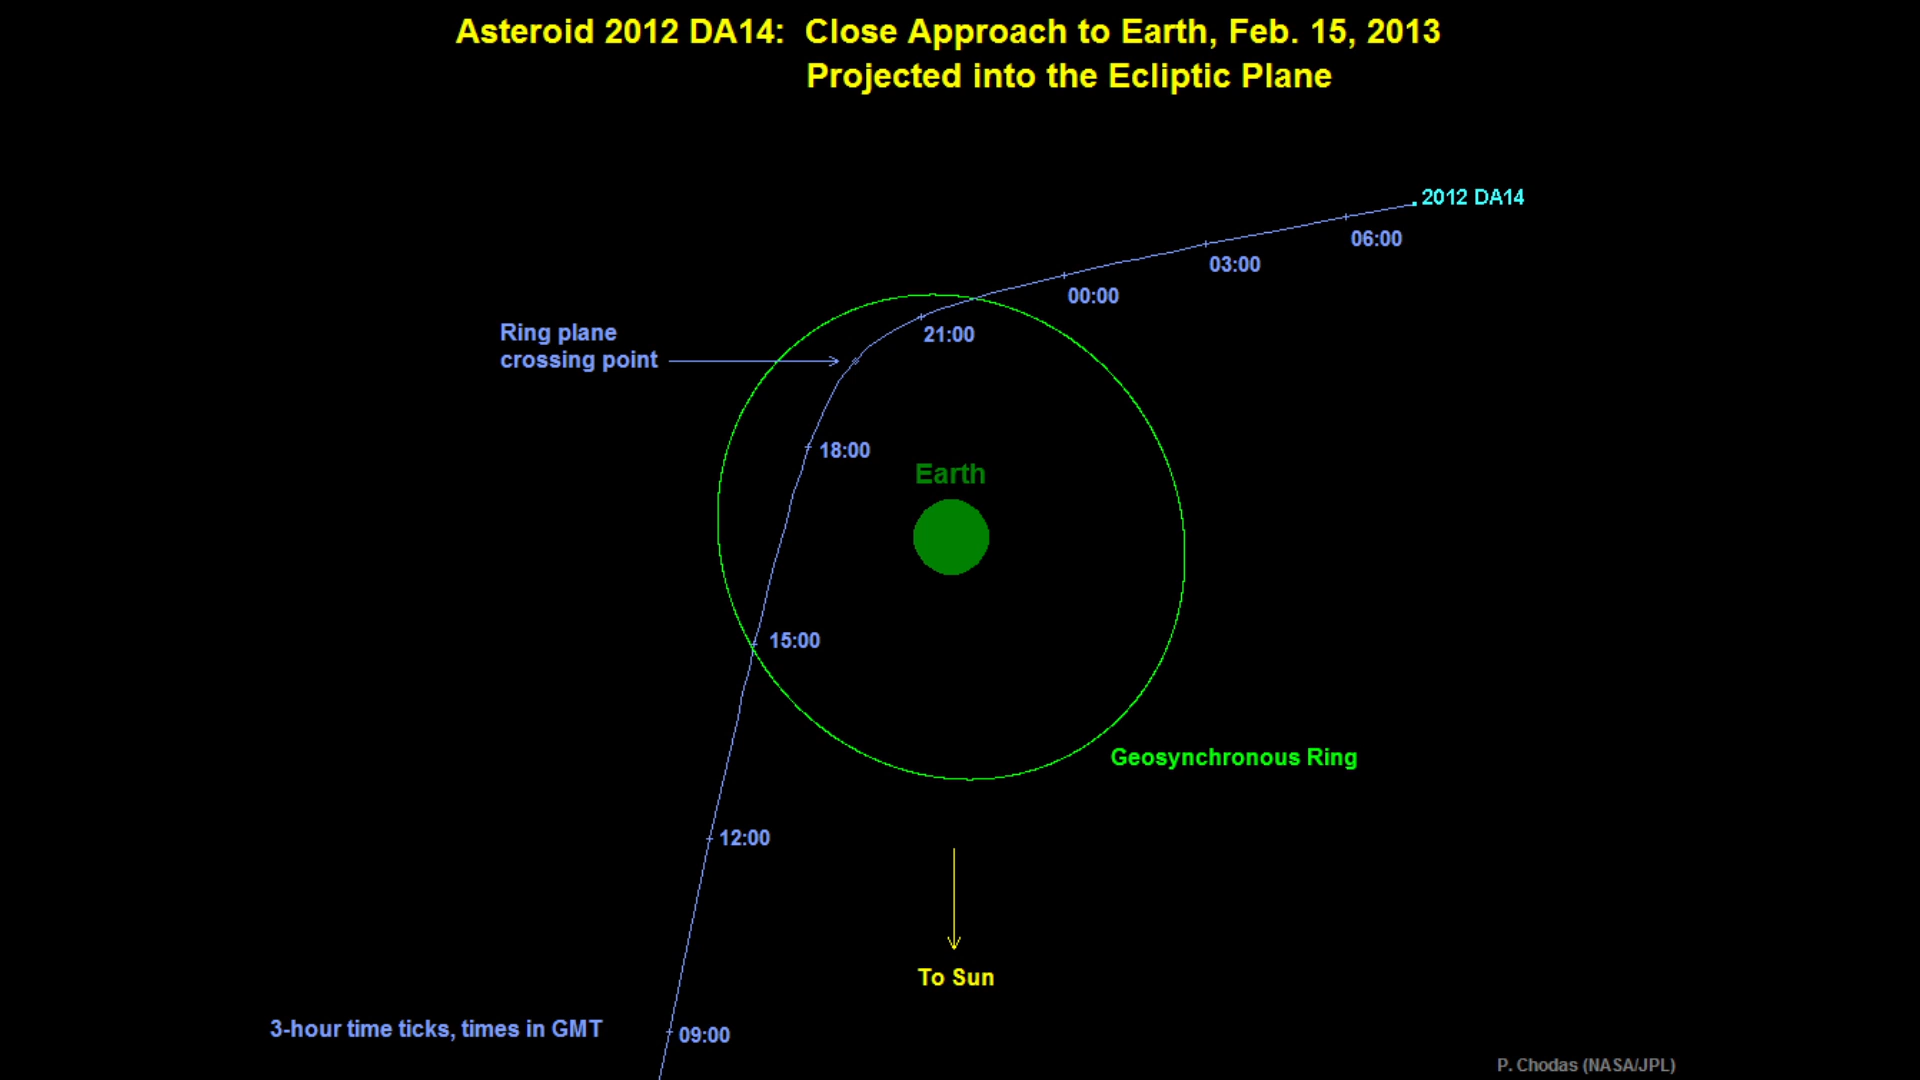 Asteroid 2012 DA14: Close Approach to Earth, Feb. 15, 2013
Projected into the Ecliptic Plane
2012 DA14
06:00
03:00
00:00
Ring plane
crossing point
21:00
18:00
Earth
15:00
Geosynchronous Ring
12:00
To Sun
3-hour time ticks, times in GMT
09:00
P. Chodas (NASA/JPL)